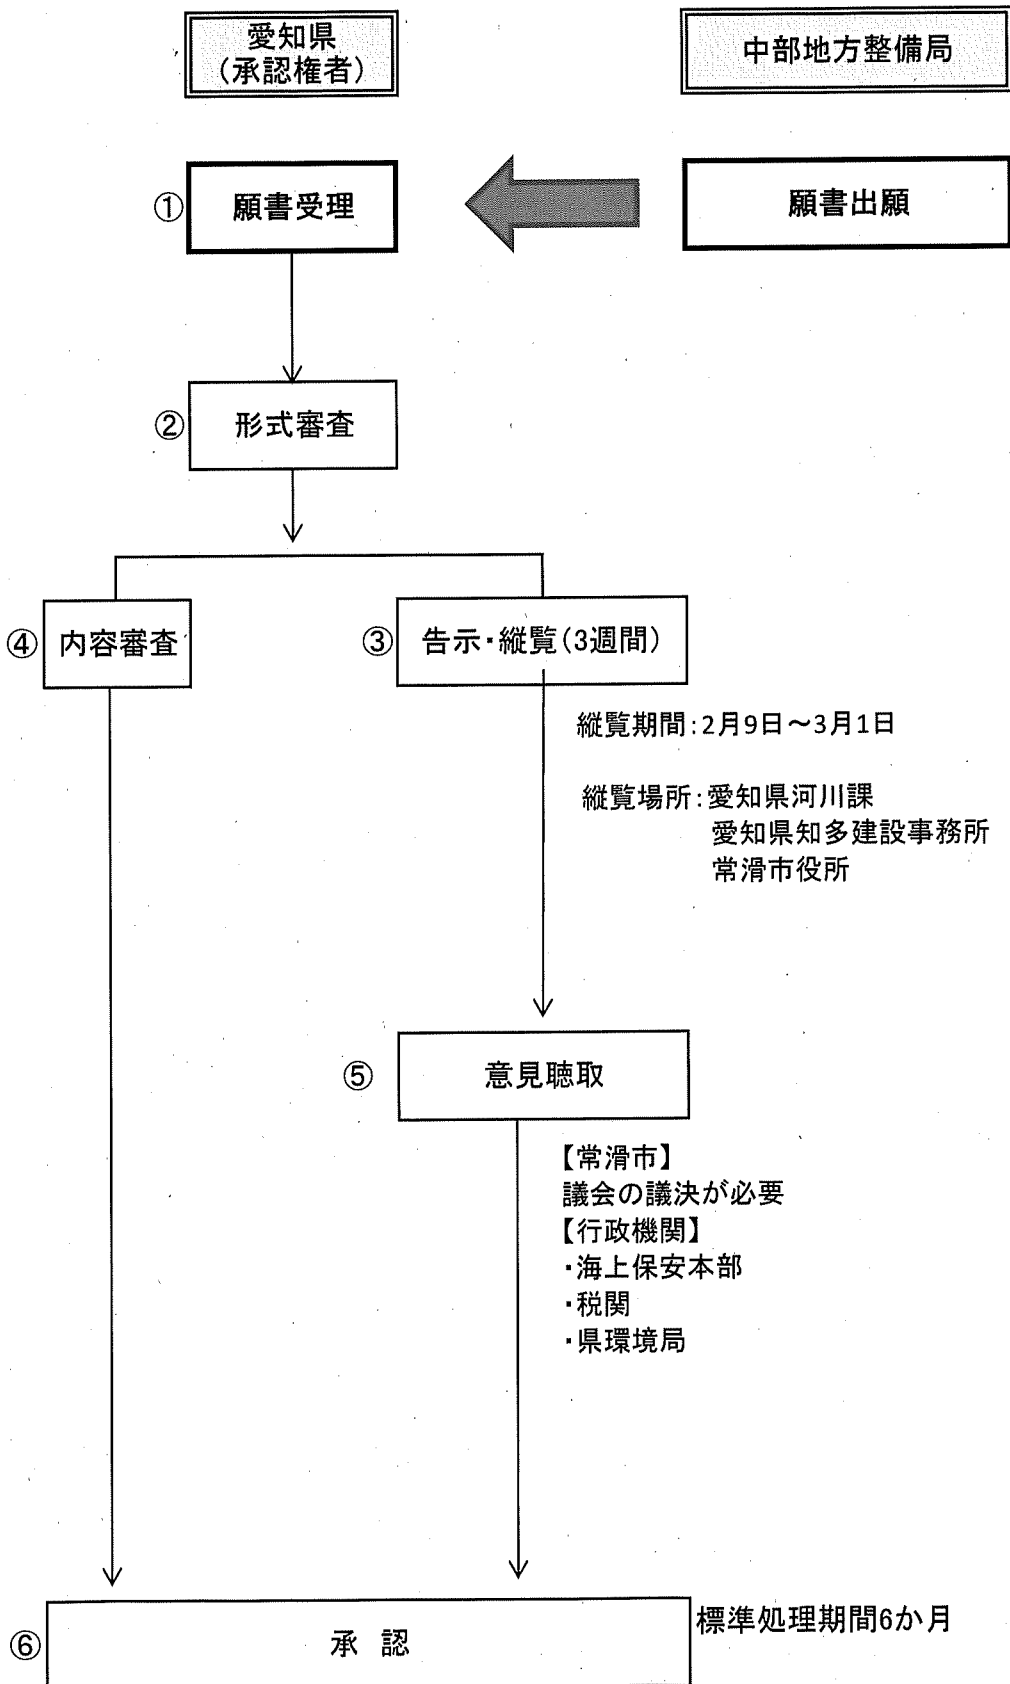 愛知県
(承認権者)
中部地方整備局
① 願書受理
願書出願
② 形式審査
④ 内容審査
③ 告示・縦覧(3週間)
縦覧期間:2月9日～3月1日
縦覧場所:愛知県河川課
愛知県知多建設事務所
常滑市役所
⑤ 意見聴取
【常滑市】
議会の議決が必要
【行政機関】
・海上保安本部
・税関
・県環境局
⑥ 承 認
標準処理期間6か月